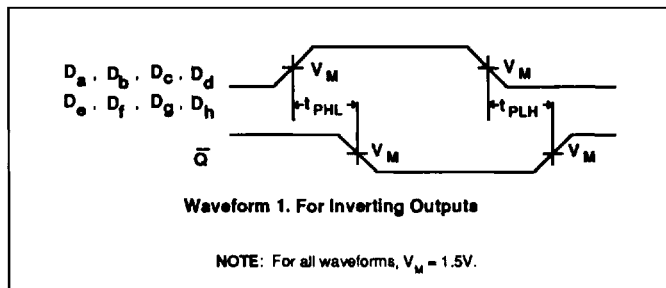 Da , Db , Dc , Dd
De , Df , Dg , Dh
VM
VM
tPHL
tPLH
Q̅
VM
VM
Waveform 1. For Inverting Outputs
NOTE: For all waveforms, VM = 1.5V.